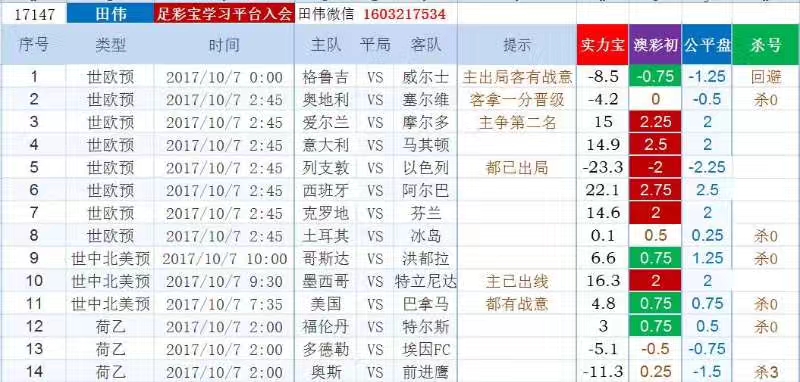 17147 田伟 足彩宝学习平台入会 田伟微信 1603217534
序号 类型 时间 主队 平局 客队 提示 实力宝 澳彩初 公平盘 杀号
1 世欧预 2017/10/7 0:00 格鲁吉 VS 威尔士 主出局客有战意 -8.5 -0.75 -1.25 回避
2 世欧预 2017/10/7 2:45 奥地利 VS 塞尔维 客拿一分晋级 -4.2 0 -0.5 杀0
3 世欧预 2017/10/7 2:45 爱尔兰 VS 摩尔多 主争第二名 15 2.25 2
4 世欧预 2017/10/7 2:45 意大利 VS 马其顿 14.9 2.5 2
5 世欧预 2017/10/7 2:45 列支敦 VS 以色列 都已出局 -23.3 -2 -2.25
6 世欧预 2017/10/7 2:45 西班牙 VS 阿尔巴 22.1 2.75 2.5
7 世欧预 2017/10/7 2:45 克罗地 VS 芬兰 14.6 2 2
8 世欧预 2017/10/7 2:45 土耳其 VS 冰岛 0.1 0.5 0.25 杀0
9 世中北美预 2017/10/7 10:00 哥斯达 VS 洪都拉 6.6 0.75 1.25 杀0
10 世中北美预 2017/10/7 9:30 墨西哥 VS 特立尼达 主已出线 16.3 2 2
11 世中北美预 2017/10/7 7:35 美国 VS 巴拿马 都有战意 4.8 0.75 0.75 杀0
12 荷乙 2017/10/7 2:00 福伦丹 VS 特尔斯 3 0.75 0.5 杀0
13 荷乙 2017/10/7 2:00 多德勒 VS 埃因FC -5.1 -0.5 -0.75
14 荷乙 2017/10/7 2:00 奥斯 VS 前进鹰 -11.3 0.25 -1.5 杀3